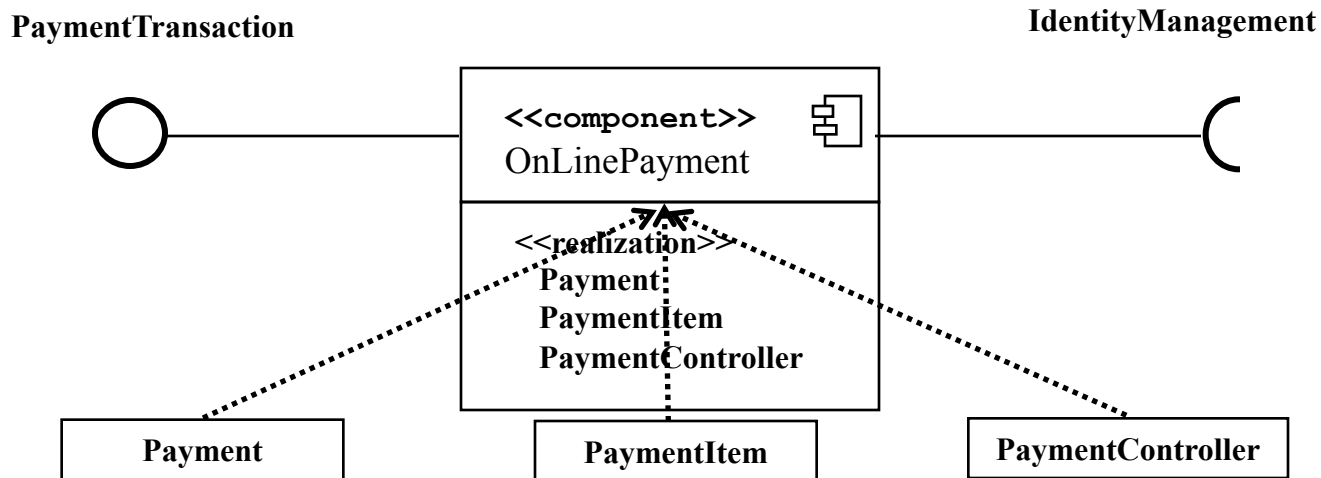 PaymentTransaction
IdentityManagement
<<component>>
OnLinePayment
<<realization>>
Payment
PaymentItem
PaymentController
Payment
PaymentItem
PaymentController